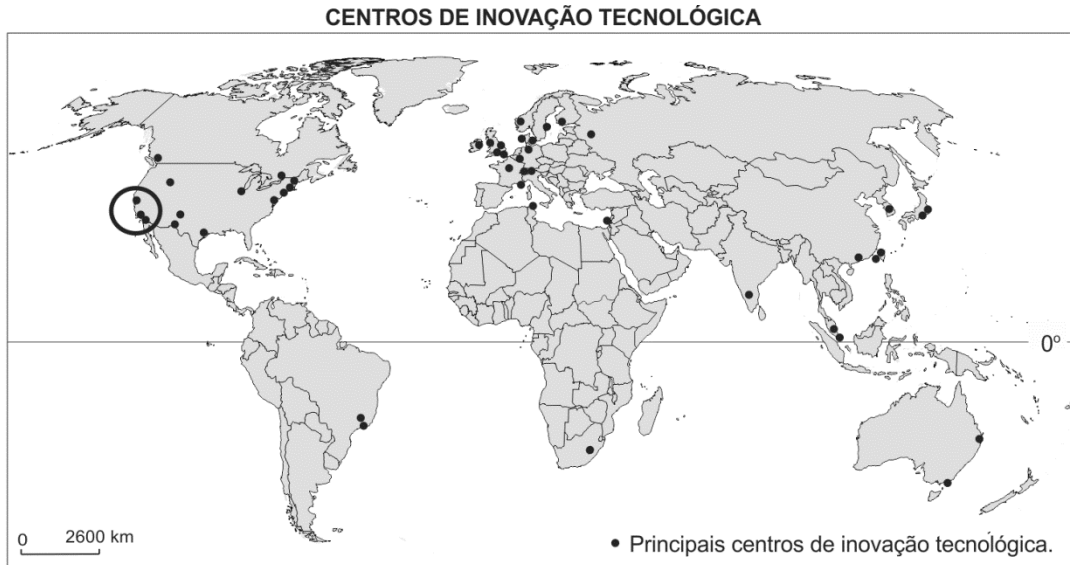 CENTROS DE INOVAÇÃO TECNOLÓGICA
0º
0 2600 km
• Principais centros de inovação tecnológica.